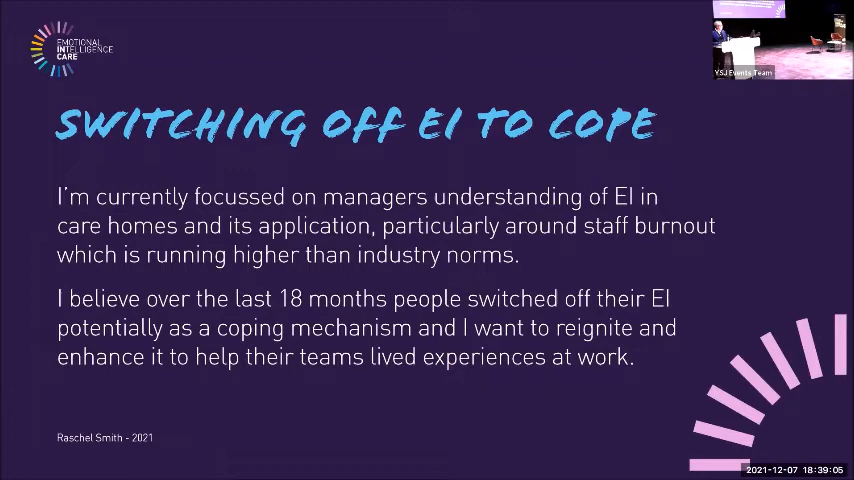 EMOTIONAL
INTELLIGENCE
CARE
YSJ Events Team
SWITCHING OFF EI TO COPE
I'm currently focussed on managers understanding of EI in
care homes and its application, particularly around staff burnout
which is running higher than industry norms.
I believe over the last 18 months people switched off their EI
potentially as a coping mechanism and I want to reignite and
enhance it to help their teams lived experiences at work.
Raschel Smith - 2021
2021-12-07 18:39:05